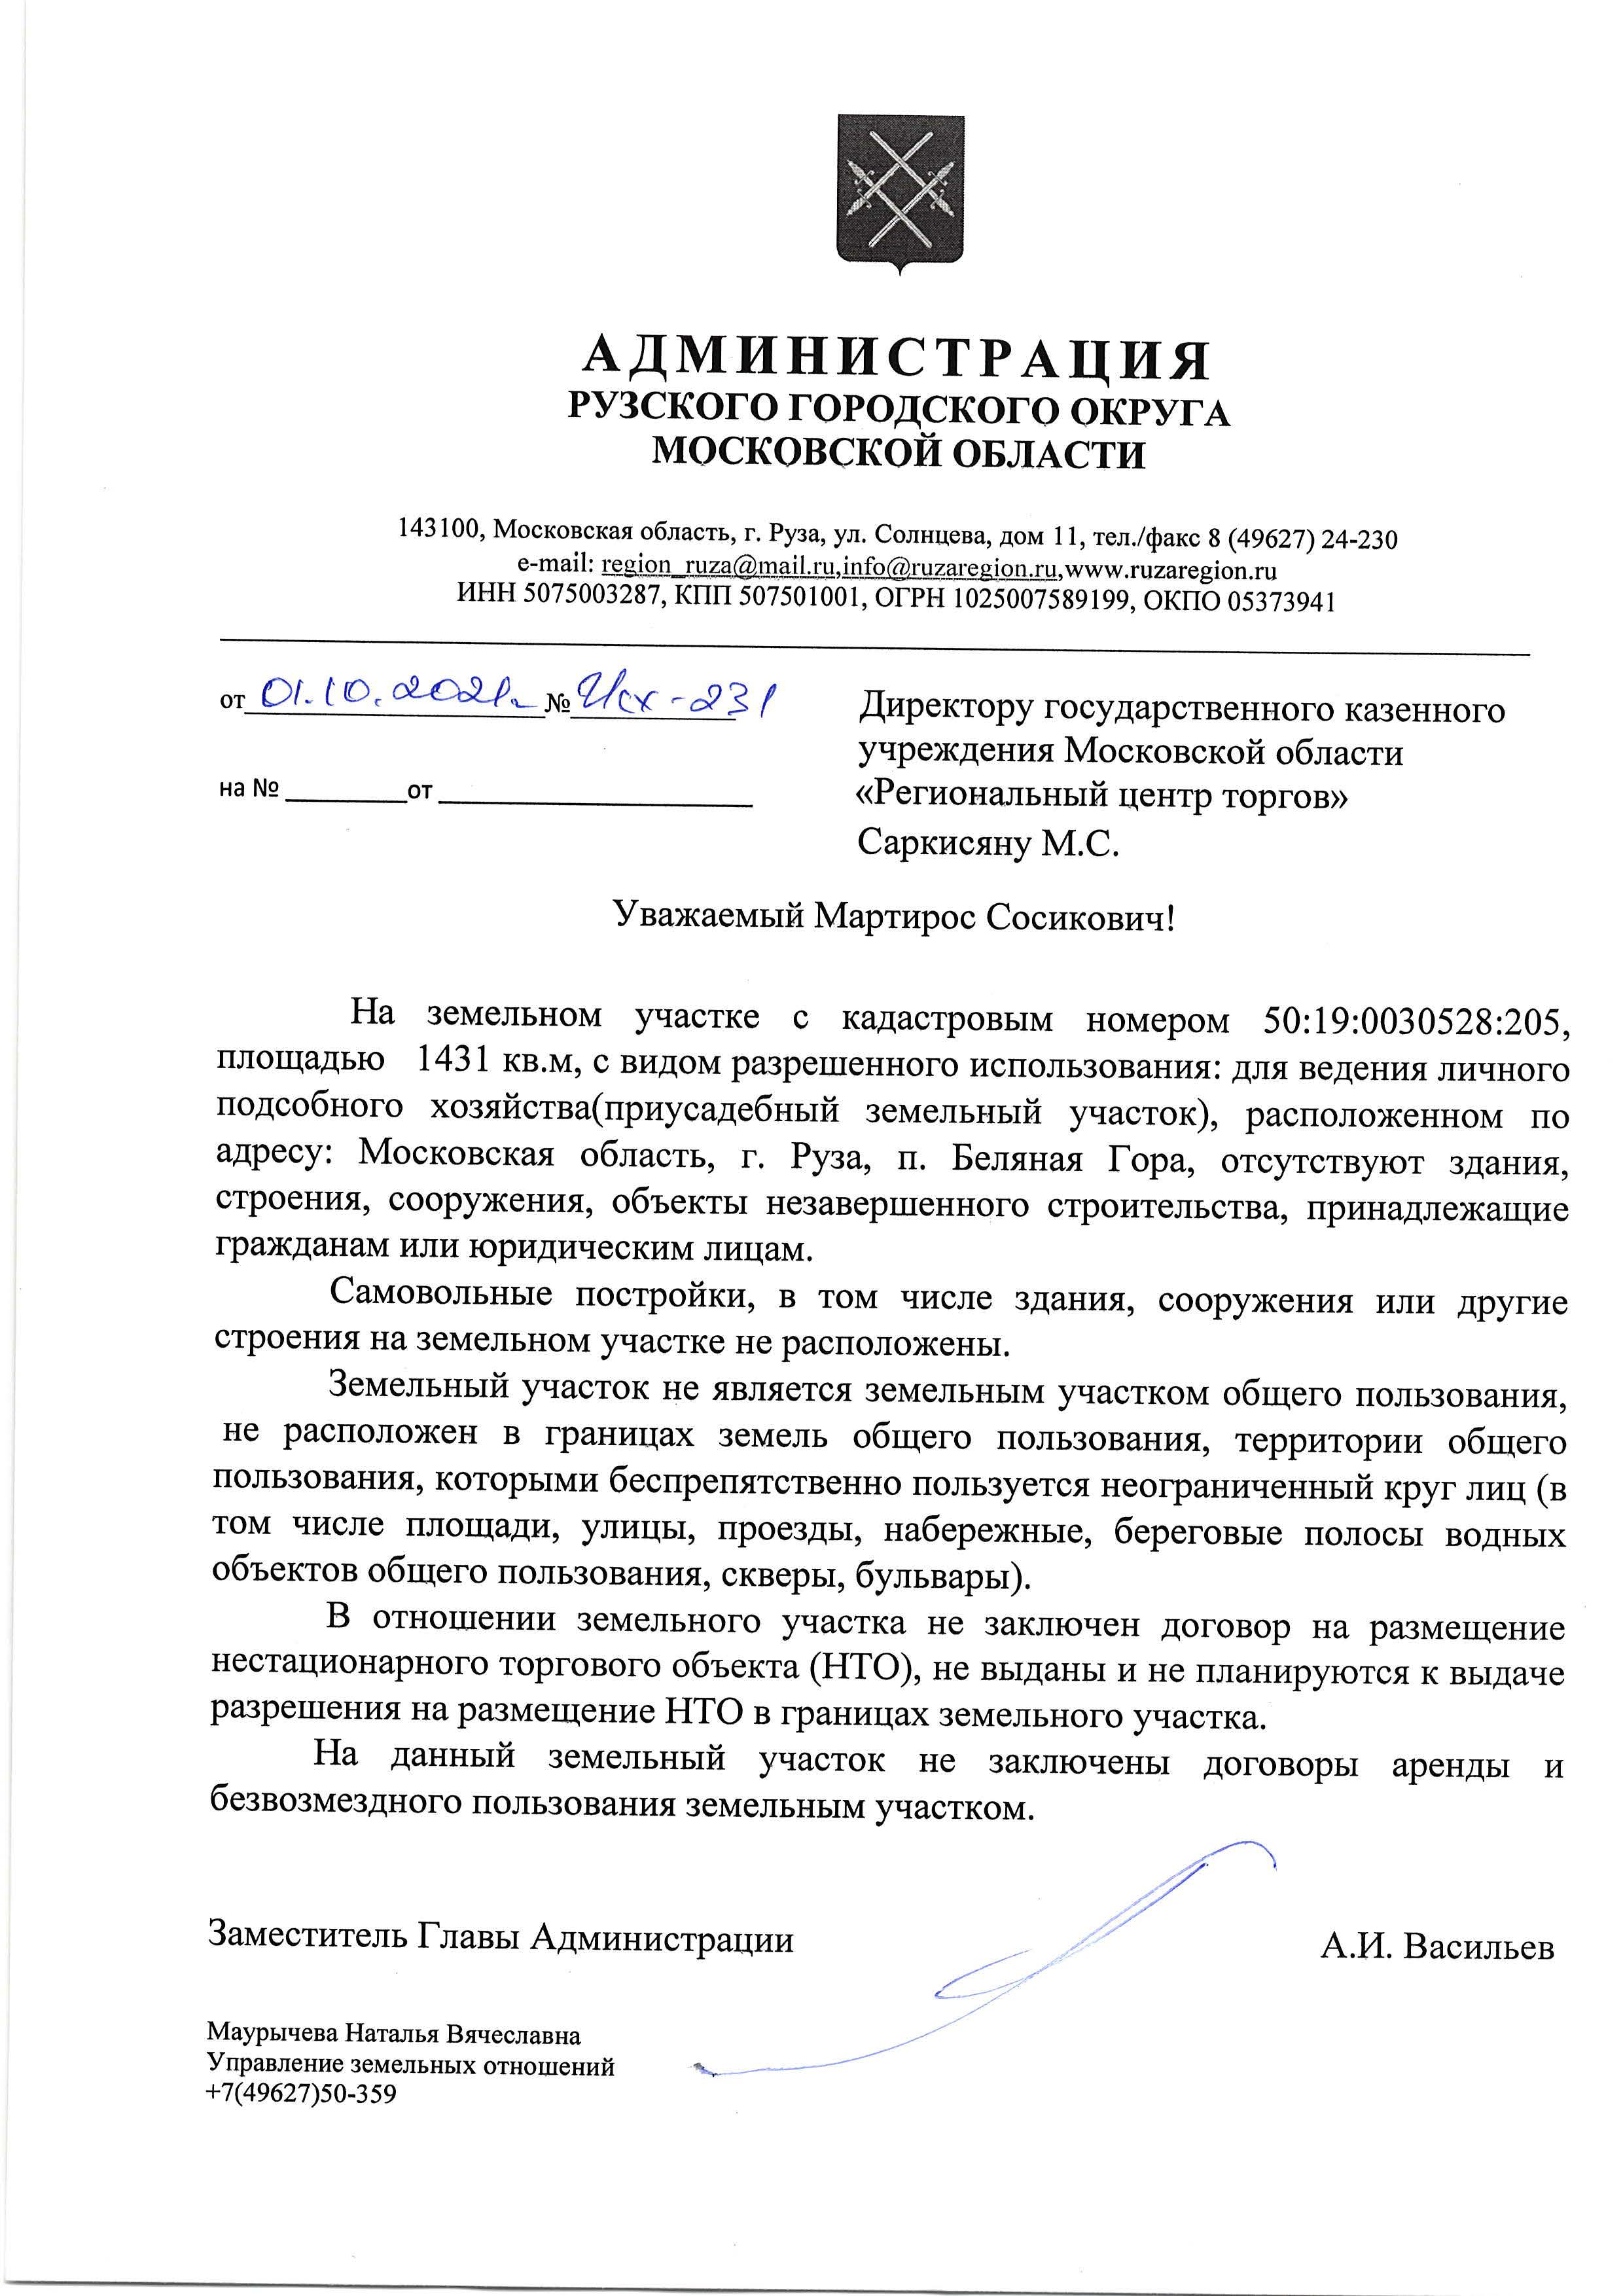 АДМИНИСТРАЦИЯ
РУЗСКОГО ГОРОДСКОГО ОКРУГА
МОСКОВСКОЙ ОБЛАСТИ
143100, Московская область, г. Руза, ул. Солнцева, дом 11, тел./факс 8 (49627) 24-230
e-mail: region_ruza@mail.ru,info@ruzaregion.ru,www.ruzaregion.ru
ИНН 5075003287, КПП 507501001, ОГРН 1025007589199, ОКПО 05373941
от 01.10.2021г. № Исх-231
на № _________от
Директору государственного казенного
учреждения Московской области
«Региональный центр торгов»
Саркисяну М.С.
Уважаемый Мартирос Сосикович!
На земельном участке с кадастровым номером 50:19:0030528:205,
площадью 1431 кв.м, с видом разрешенного использования: для ведения личного
подсобного хозяйства(приусадебный земельный участок), расположенном по
адресу: Московская область, г. Руза, п. Беляная Гора, отсутствуют здания,
строения, сооружения, объекты незавершенного строительства, принадлежащие
гражданам или юридическим лицам.
Самовольные постройки, в том числе здания, сооружения или другие
строения на земельном участке не расположены.
Земельный участок не является земельным участком общего пользования,
не расположен в границах земель общего пользования, территории общего
пользования, которыми беспрепятственно пользуется неограниченный круг лиц (в
том числе площади, улицы, проезды, набережные, береговые полосы водных
объектов общего пользования, скверы, бульвары).
В отношении земельного участка не заключен договор на размещение
нестационарного торгового объекта (НТО), не выданы и не планируются к выдаче
разрешения на размещение НТО в границах земельного участка.
На данный земельный участок не заключены договоры аренды и
безвозмездного пользования земельным участком.
Заместитель Главы Администрации
А.И. Васильев
Маурычева Наталья Вячеславна
Управление земельных отношений
+7(49627)50-359